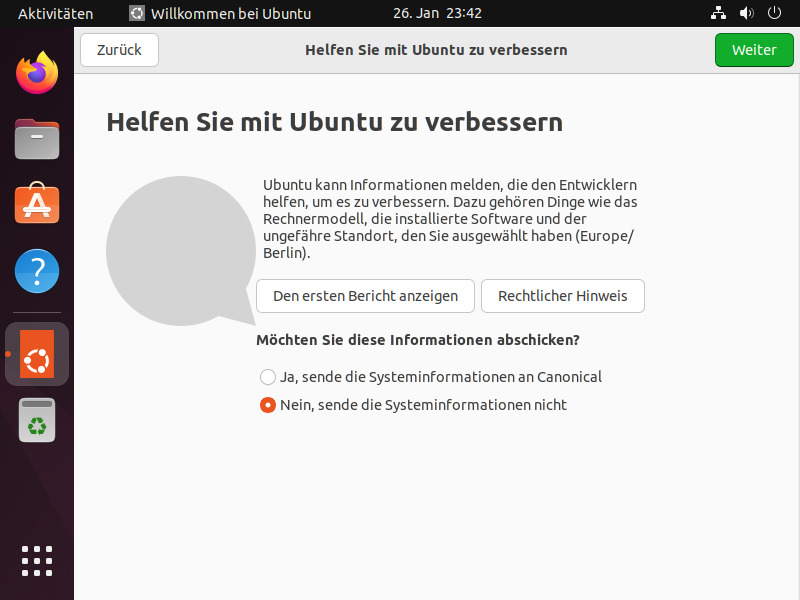 Aktivitäten
Willkommen bei Ubuntu
26. Jan 23:42
Zurück
Helfen Sie mit Ubuntu zu verbessern
Weiter
Helfen Sie mit Ubuntu zu verbessern
Ubuntu kann Informationen melden, die den Entwicklern
helfen, um es zu verbessern. Dazu gehören Dinge wie das
Rechnermodell, die installierte Software und der
ungefähre Standort, den Sie ausgewählt haben (Europe/
Berlin).
Den ersten Bericht anzeigen
Rechtlicher Hinweis
Möchten Sie diese Informationen abschicken?
Ja, sende die Systeminformationen an Canonical
Nein, sende die Systeminformationen nicht